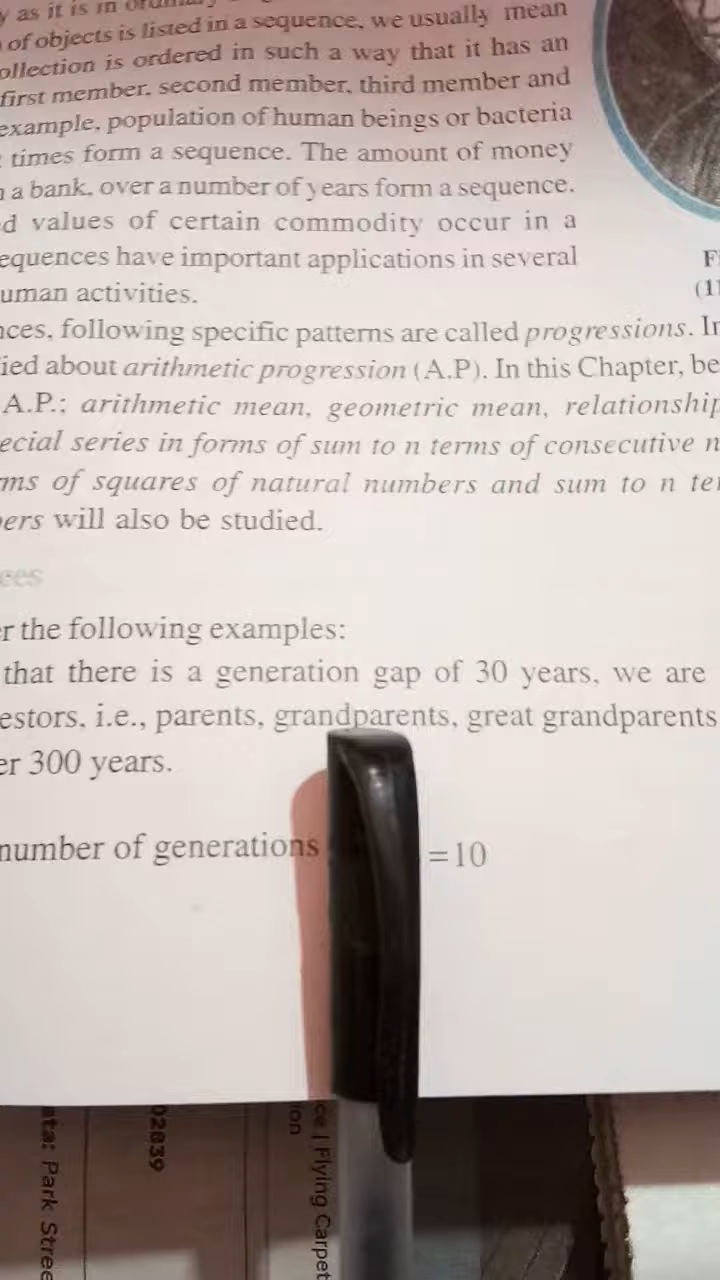 as it is in
of objects is listed in a sequence, we usually mean
ollection is ordered in such a way that it has an
first member, second member, third member and
example, population of human beings or bacteria
times form a sequence. The amount of money
a bank, over a number of years form a sequence.
d values of certain commodity occur in a
equences have important applications in several
uman activities.
(11
nces, following specific patterns are called progressions. In
ied about arithmetic progression (A.P). In this Chapter, be
A.P.; arithmetic mean, geometric mean, relationship
ecial series in forms of sum to n terms of consecutive n
ms of squares of natural numbers and sum to n te
ers will also be studied.
ces
r the following examples:
that there is a generation gap of 30 years, we are
estors, i.e., parents, grandparents, great grandparents
er 300 years.
number of generations =10
02839
ata: Park Stree
ce | Flying Carpet
ion